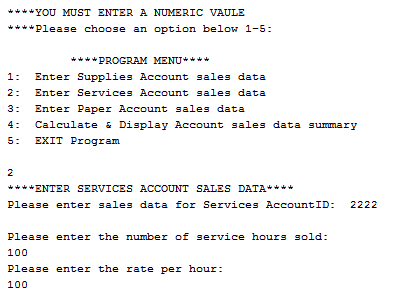 ****YOU MUST ENTER A NUMERIC VAULE
****Please choose an option below 1-5:
****PROGRAM MENU****
1: Enter Supplies Account sales data
2: Enter Services Account sales data
3: Enter Paper Account sales data
4: Calculate & Display Account sales data summary
5: EXIT Program
2
****ENTER SERVICES ACCOUNT SALES DATA****
Please enter sales data for Services AccountID: 2222
Please enter the number of service hours sold:
100
Please enter the rate per hour:
100